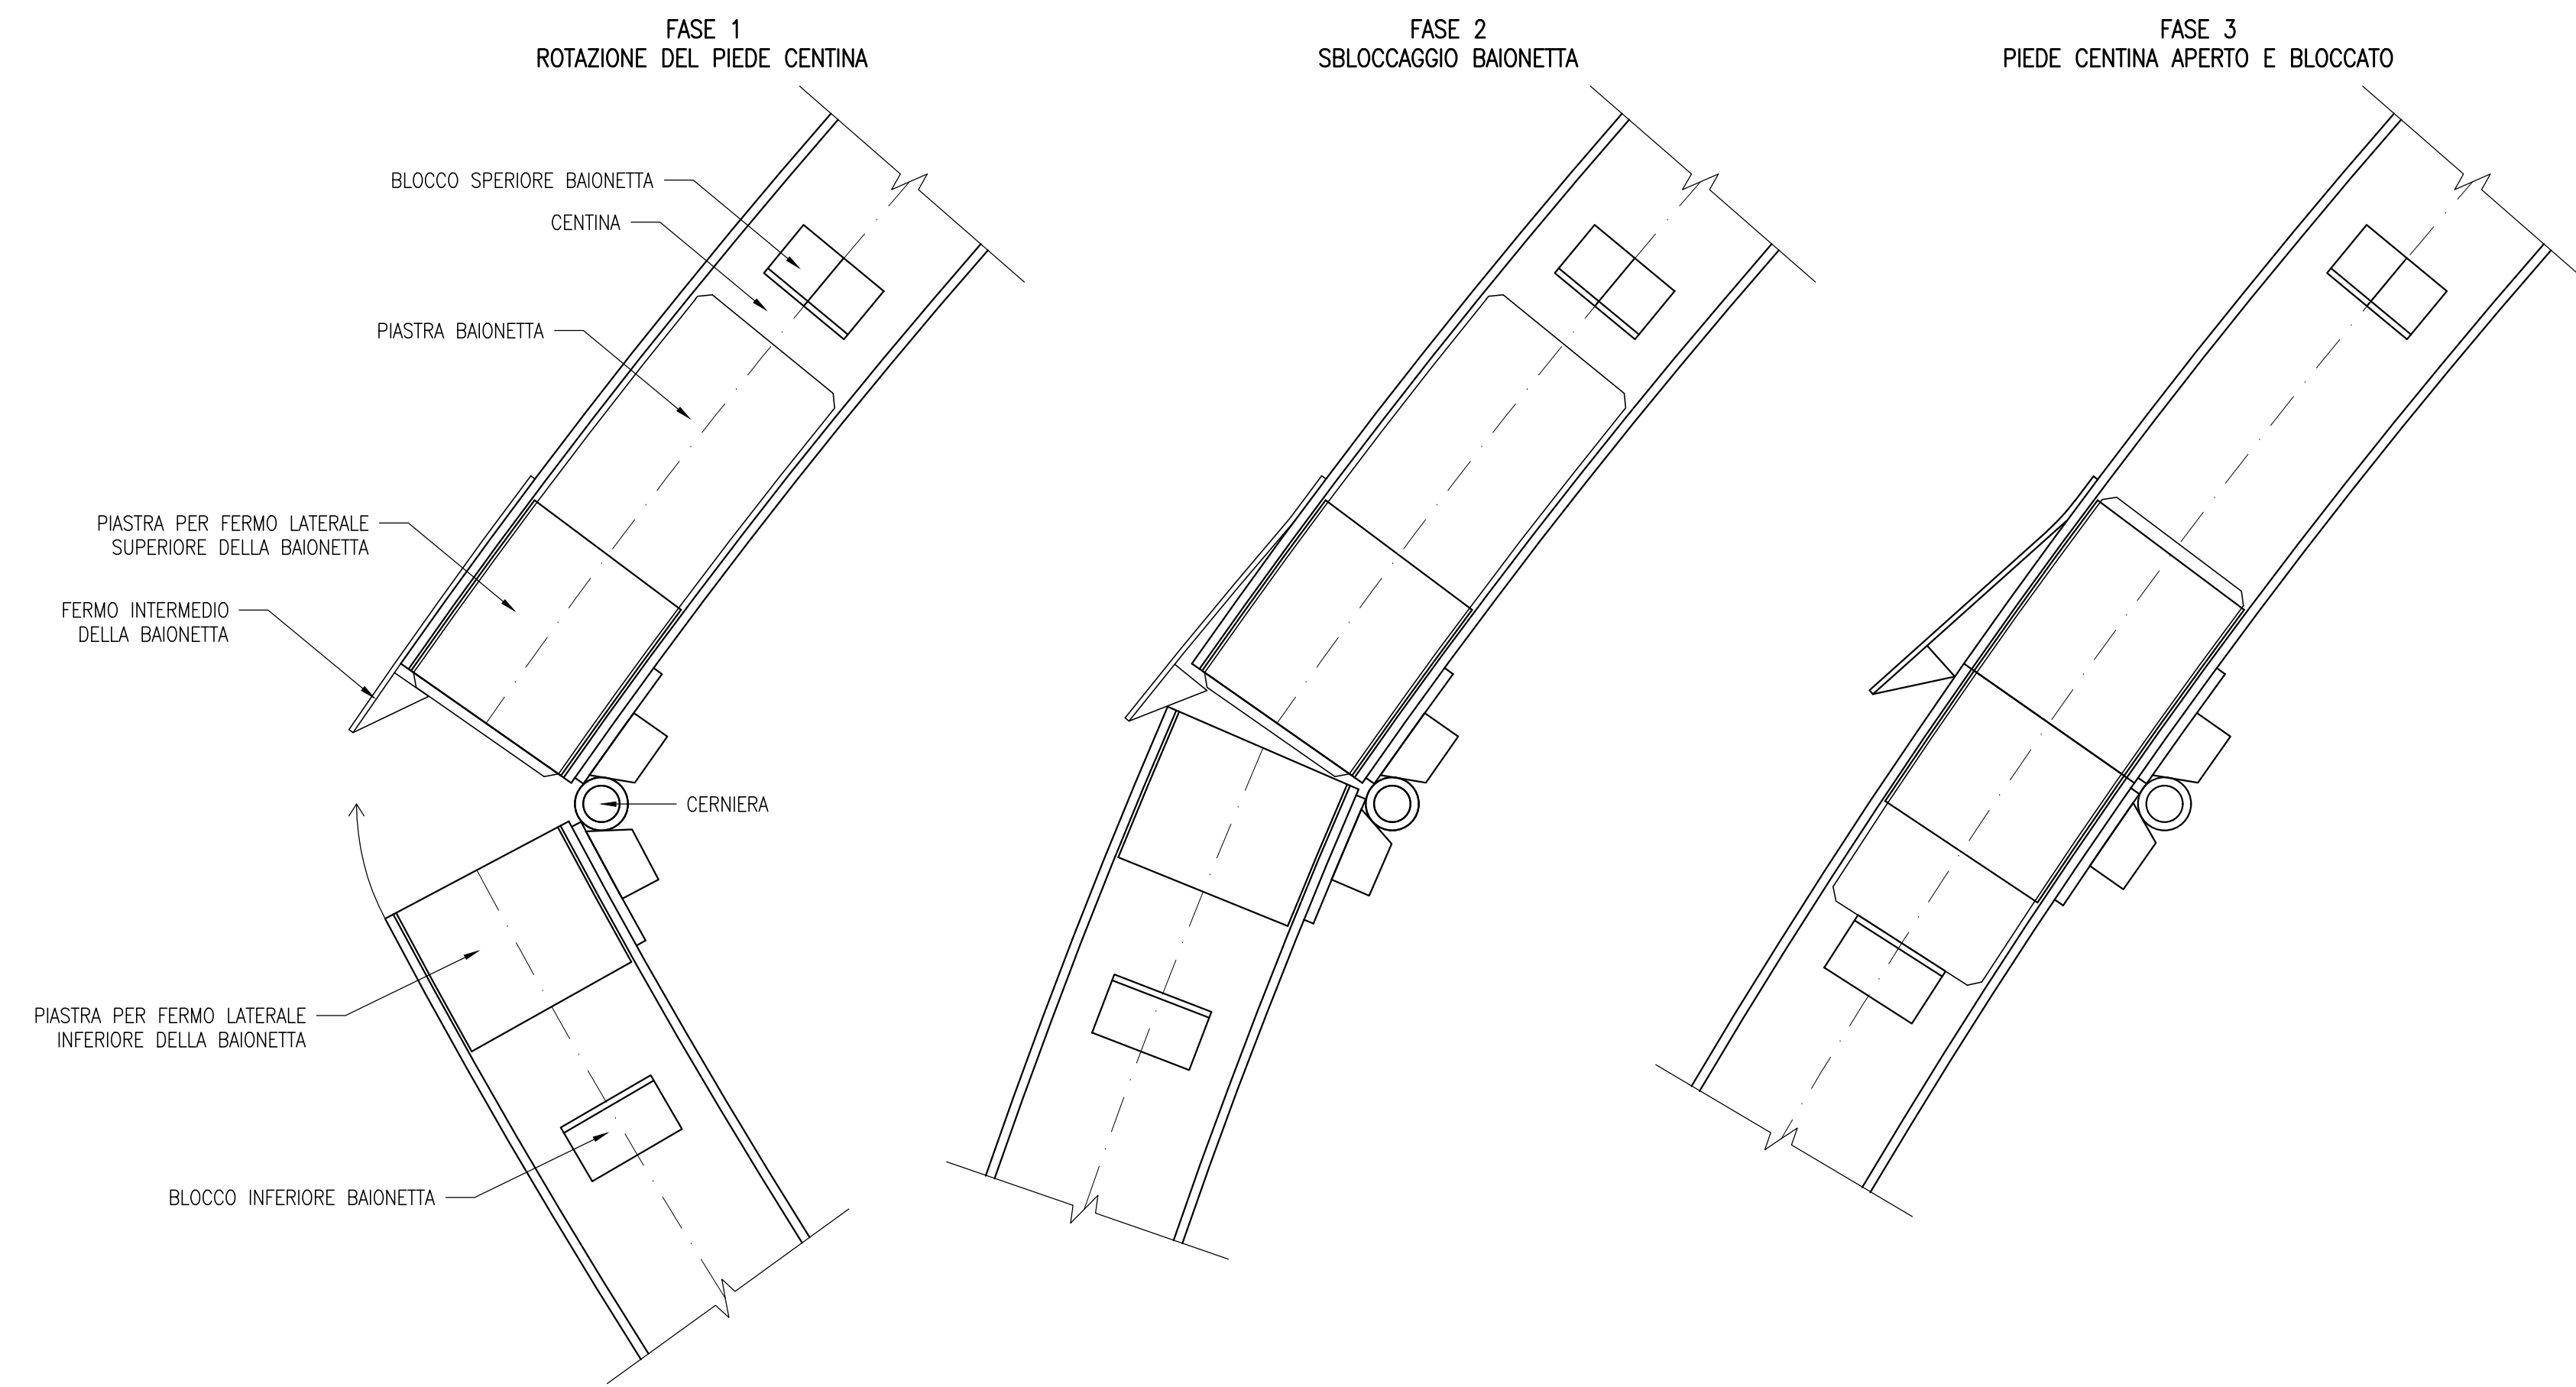 FASE 1
ROTAZIONE DEL PIEDE CENTINA
BLOCCO SPERIORE BAIONETTA
CENTINA
PIASTRA BAIONETTA
PIASTRA PER FERMO LATERALE
SUPERIORE DELLA BAIONETTA
FERMO INTERMEDIO
DELLA BAIONETTA
CERNIERA
PIASTRA PER FERMO LATERALE
INFERIORE DELLA BAIONETTA
BLOCCO INFERIORE BAIONETTA
FASE 2
SBLOCCAGGIO BAIONETTA
FASE 3
PIEDE CENTINA APERTO E BLOCCATO